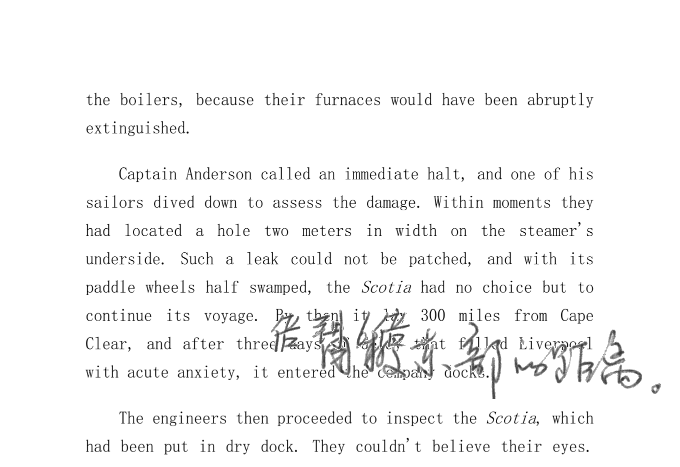 the boilers, because their furnaces would have been abruptly
extinguished.
Captain Anderson called an immediate halt, and one of his
sailors dived down to assess the damage. Within moments they
had located a hole two meters in width on the steamer's
underside. Such a leak could not be patched, and with its
paddle wheels half swamped, the Scotia had no choice but to
continue its voyage. By then it lay 300 miles from Cape
Clear, and after three days of delay that filled Liverpool
with acute anxiety, it entered the company docks.
部的距离。
The engineers then proceeded to inspect the Scotia, which
had been put in dry dock. They couldn't believe their eyes.